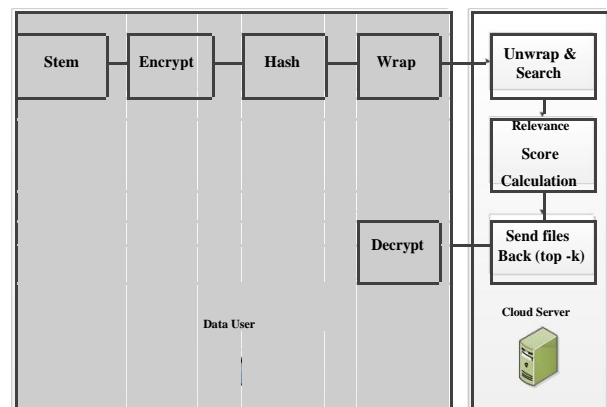 Stem
Encrypt
Hash
Wrap
Unwrap &
Search
Relevance
Score
Calculation
Decrypt
Send files
Back (top -k)
Cloud Server
Data User